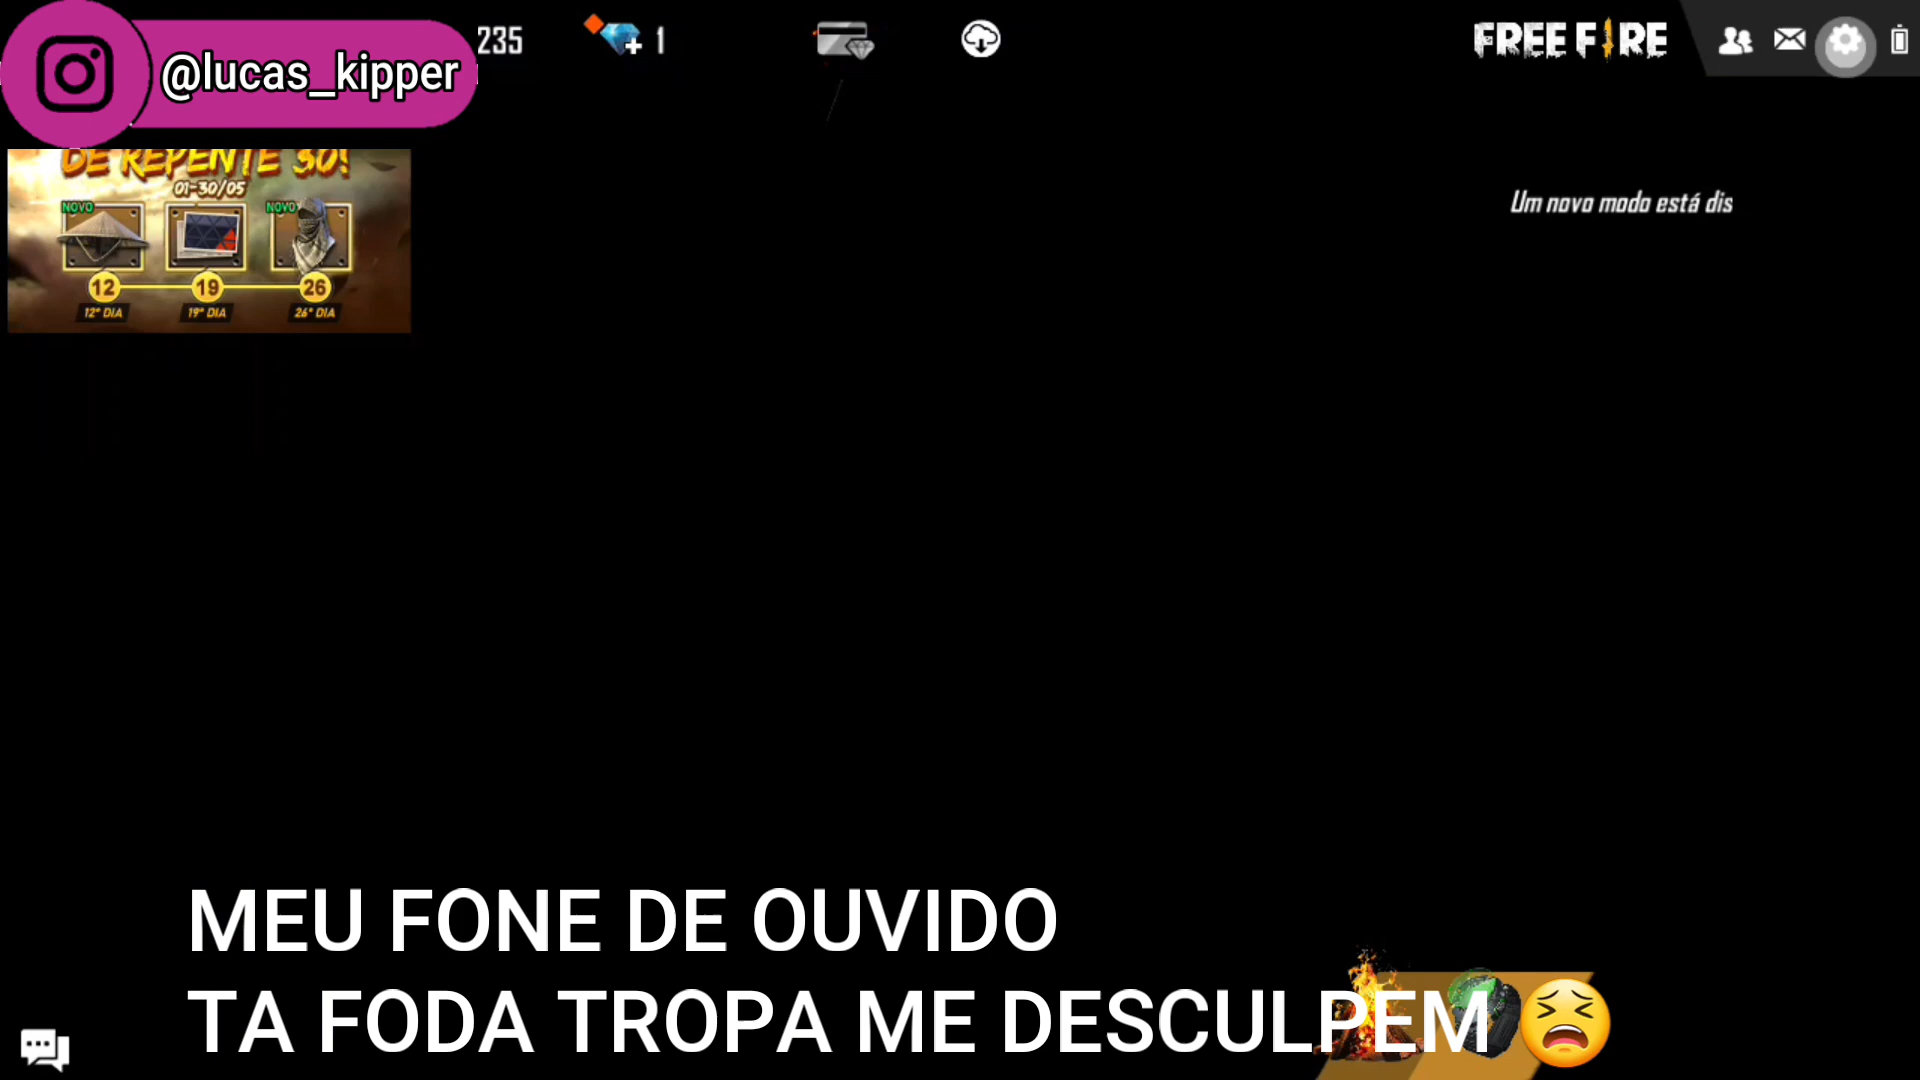 @lucas_kipper
235
1
FREE FIRE
DE REPENTE 30!
01-30/05
NOVO
NOVO
12
19
26
12° DIA
19° DIA
26° DIA
Um novo modo está dis
MEU FONE DE OUVIDO
TA FODA TROPA ME DESCULPEM😫